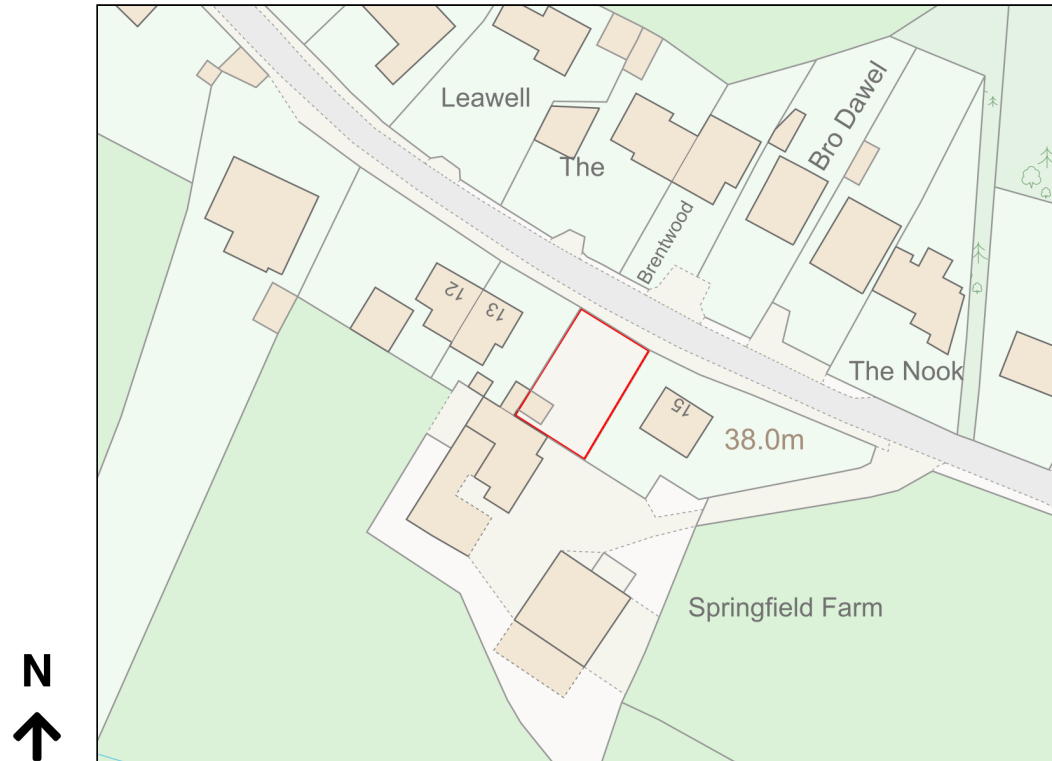 Leawell
The
Brentwood
Bro Dawel
12
13
The Nook
15
38.0m
Springfield Farm
N